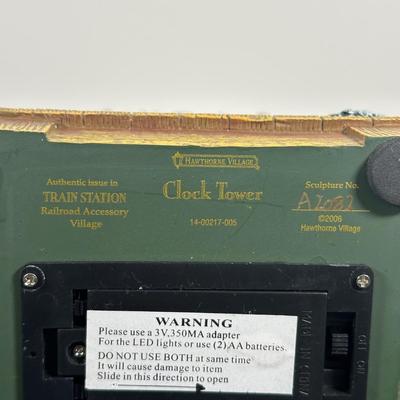 HAWTHORNE VILLAGE
Authentic issue in
TRAIN STATION
Railroad Accessory
Village
Clock Tower
14-00217-005
Sculpture No.
A2082
©2006
Hawthorne Village
WARNING
Please use a 3V,350MA adapter
For the LED lights or use (2)AA batteries.
DO NOT USE BOTH at same time
It will cause damage to item
Slide in this direction to open